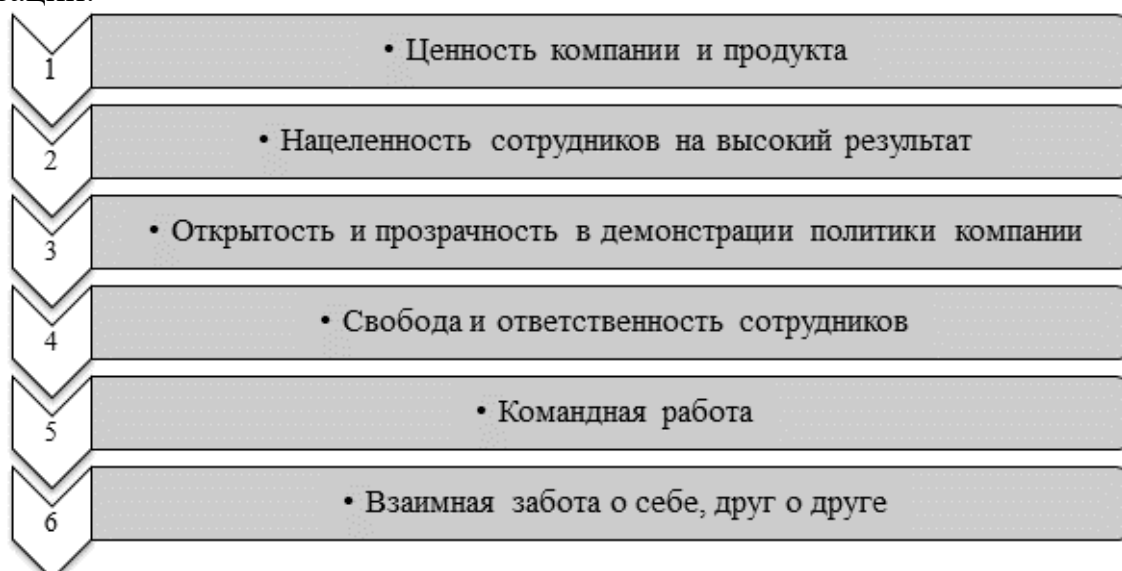 1
• Ценность компании и продукта
2
• Нацеленность сотрудников на высокий результат
3
• Открытость и прозрачность в демонстрации политики компании
4
• Свобода и ответственность сотрудников
5
• Командная работа
6
• Взаимная забота о себе, друг о друге